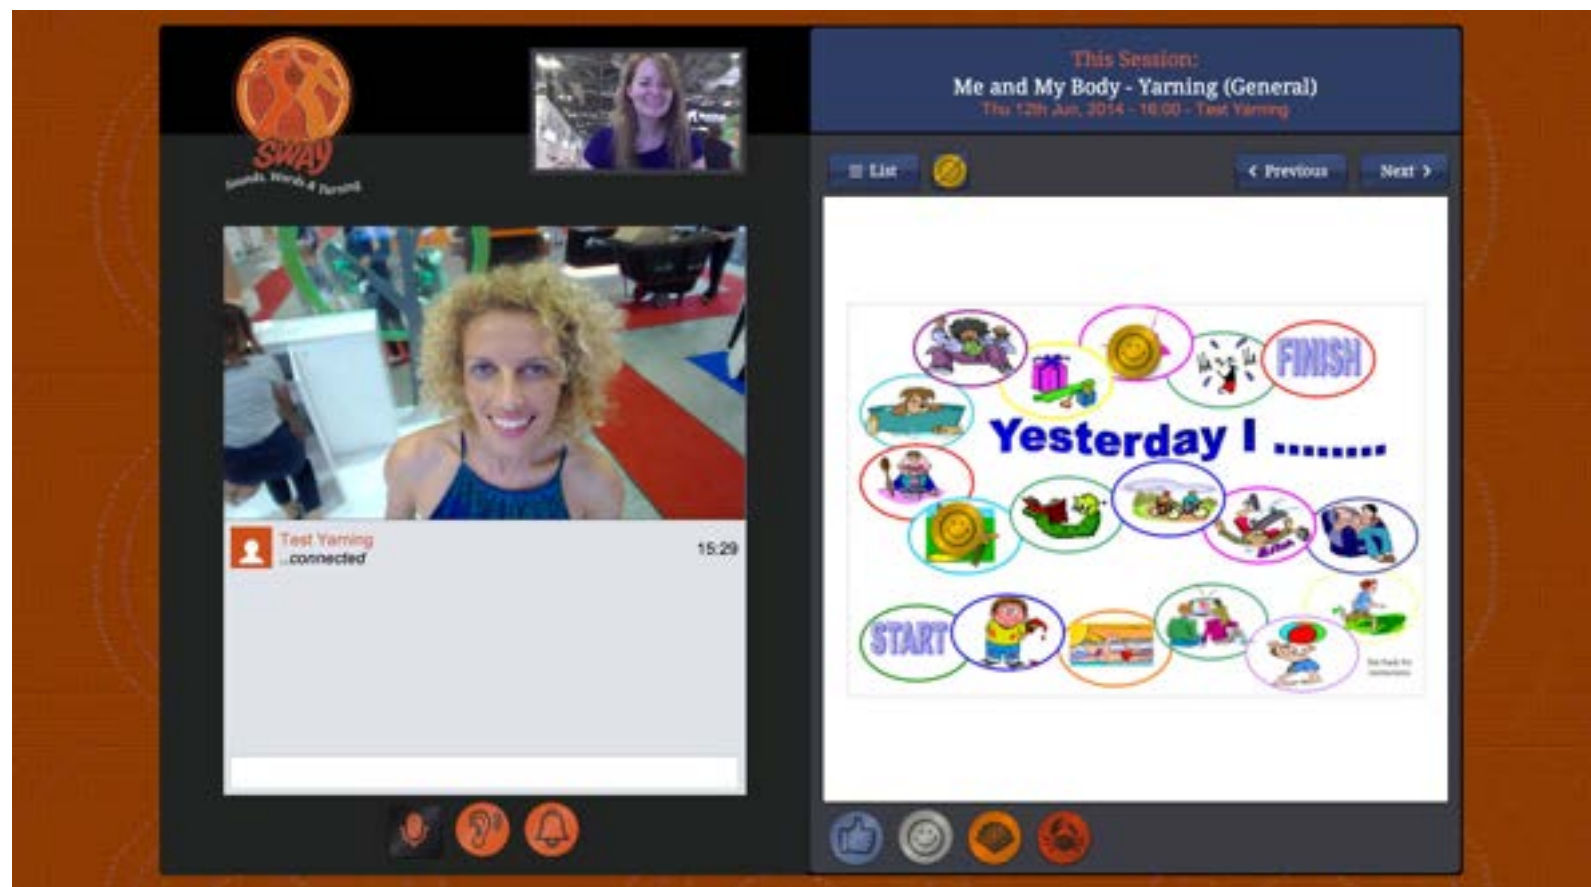 SWAY
Sounds, Words & Yarning
This Session:
Me and My Body - Yarning (General)
Thu 12th Jun, 2014 - 16:00 - Test Yarning
List
Previous
Next
Test Yarning
...connected
15:29
FINISH
Yesterday I ........
START